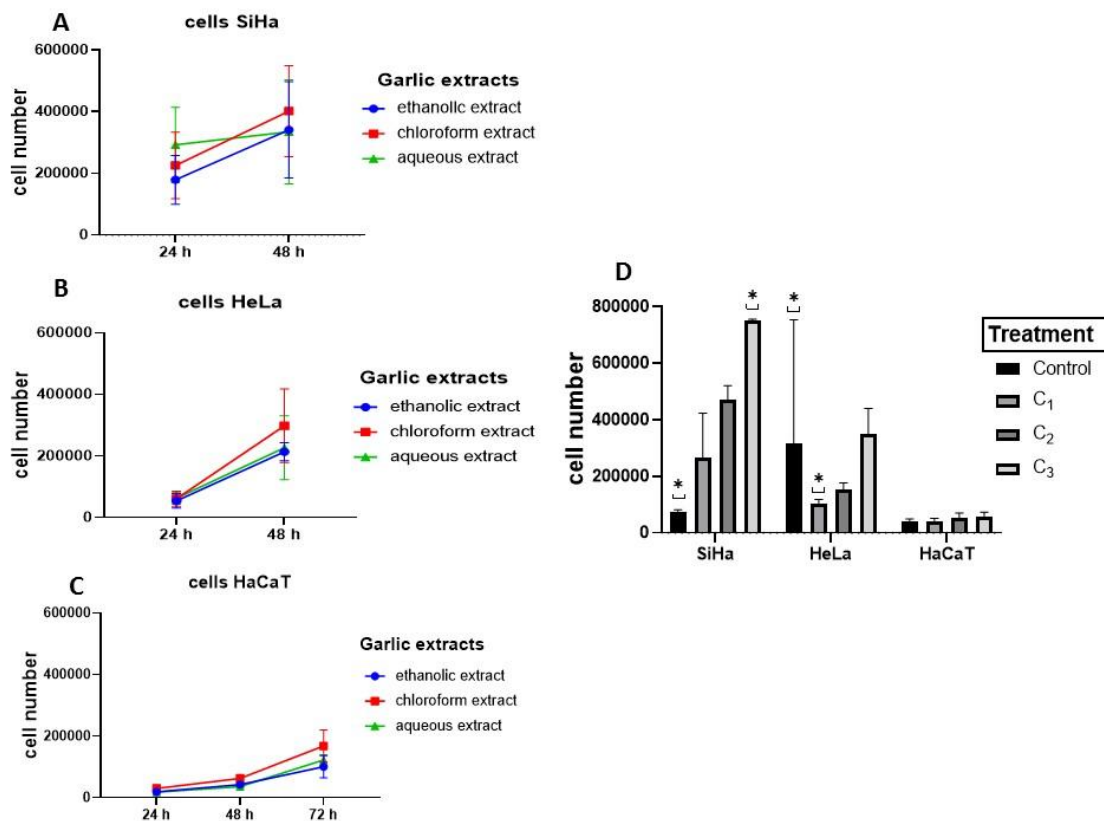 A
cells SiHa
600000
400000
200000
0
cell number
24 h
48 h
Garlic extracts
ethanolic extract
chloroform extract
aqueous extract
B
cells HeLa
600000
400000
200000
0
cell number
24 h
48 h
Garlic extracts
ethanolic extract
chloroform extract
aqueous extract
C
cells HaCaT
600000
400000
200000
0
cell number
24 h
48 h
72 h
Garlic extracts
ethanolic extract
chloroform extract
aqueous extract
D
800000
600000
400000
200000
0
cell number
*
*
*
*
SiHa
HeLa
HaCaT
Treatment
Control
C₁
C₂
C₃